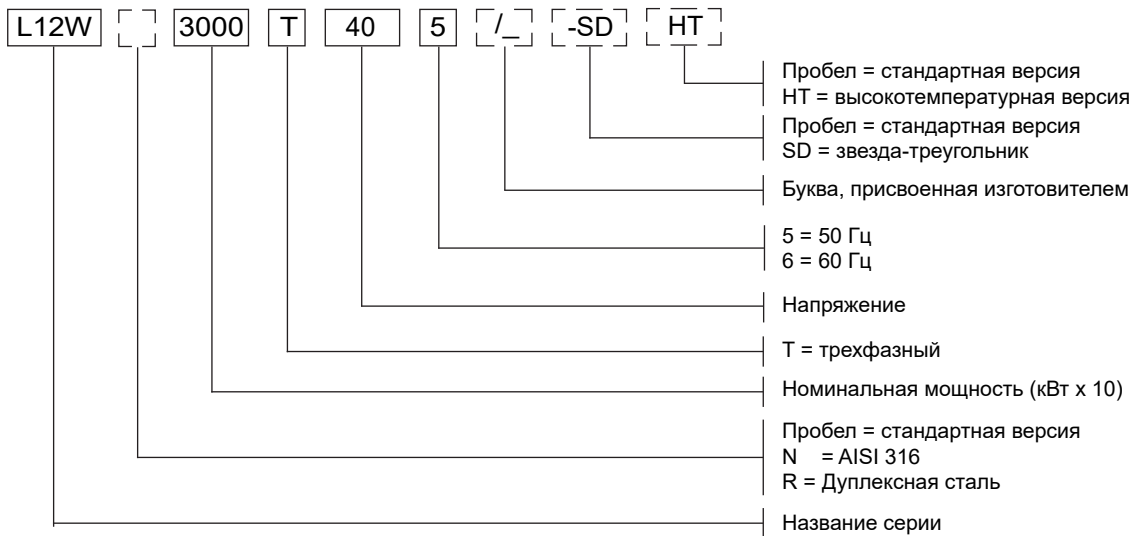 L12W 3000 T 40 5 /_ -SD HT
Пробел = стандартная версия
HT = высокотемпературная версия
Пробел = стандартная версия
SD = звезда-треугольник
Буква, присвоенная изготовителем
5 = 50 Гц
6 = 60 Гц
Напряжение
T = трехфазный
Номинальная мощность (кВт x 10)
Пробел = стандартная версия
N = AISI 316
R = Дуплексная сталь
Название серии